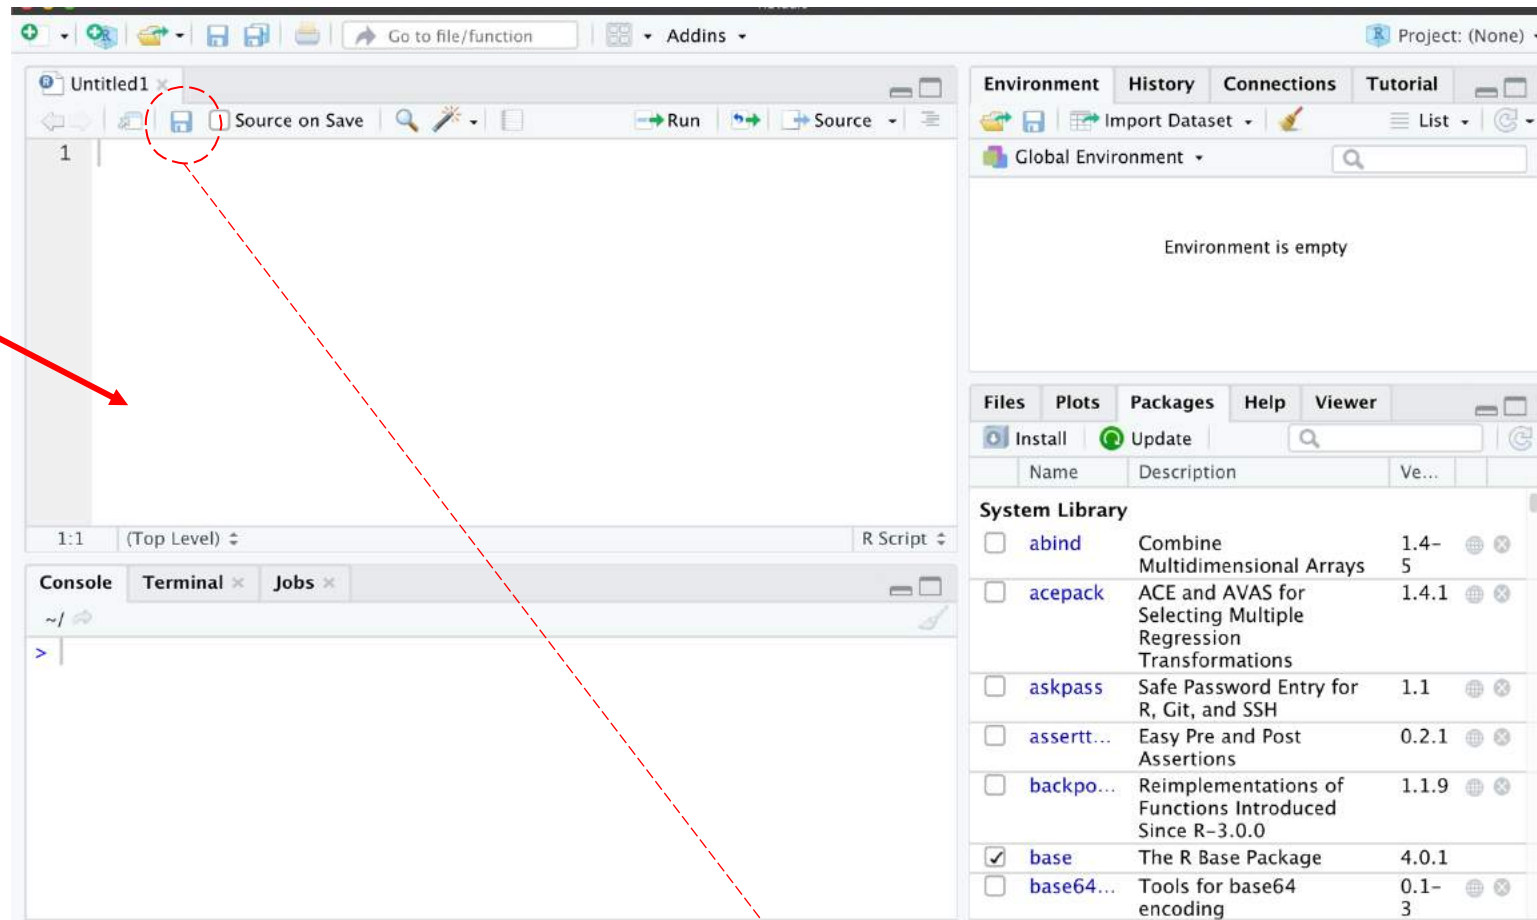 Go to file/function
Addins
Project: (None)
Untitled1
Source on Save
Run
Source
1
1:1 (Top Level)
R Script
Console Terminal Jobs
~/
>
Environment History Connections Tutorial
Import Dataset
List
Global Environment
Environment is empty
Files Plots Packages Help Viewer
Install Update
Name Description Ve...
System Library
abind Combine 1.4-
Multidimensional Arrays 5
acepack ACE and AVAS for 1.4.1
Selecting Multiple
Regression
Transformations
askpass Safe Password Entry for 1.1
R, Git, and SSH
assertt... Easy Pre and Post 0.2.1
Assertions
backpo... Reimplementations of 1.1.9
Functions Introduced
Since R-3.0.0
base The R Base Package 4.0.1
base64... Tools for base64 0.1-
encoding 3